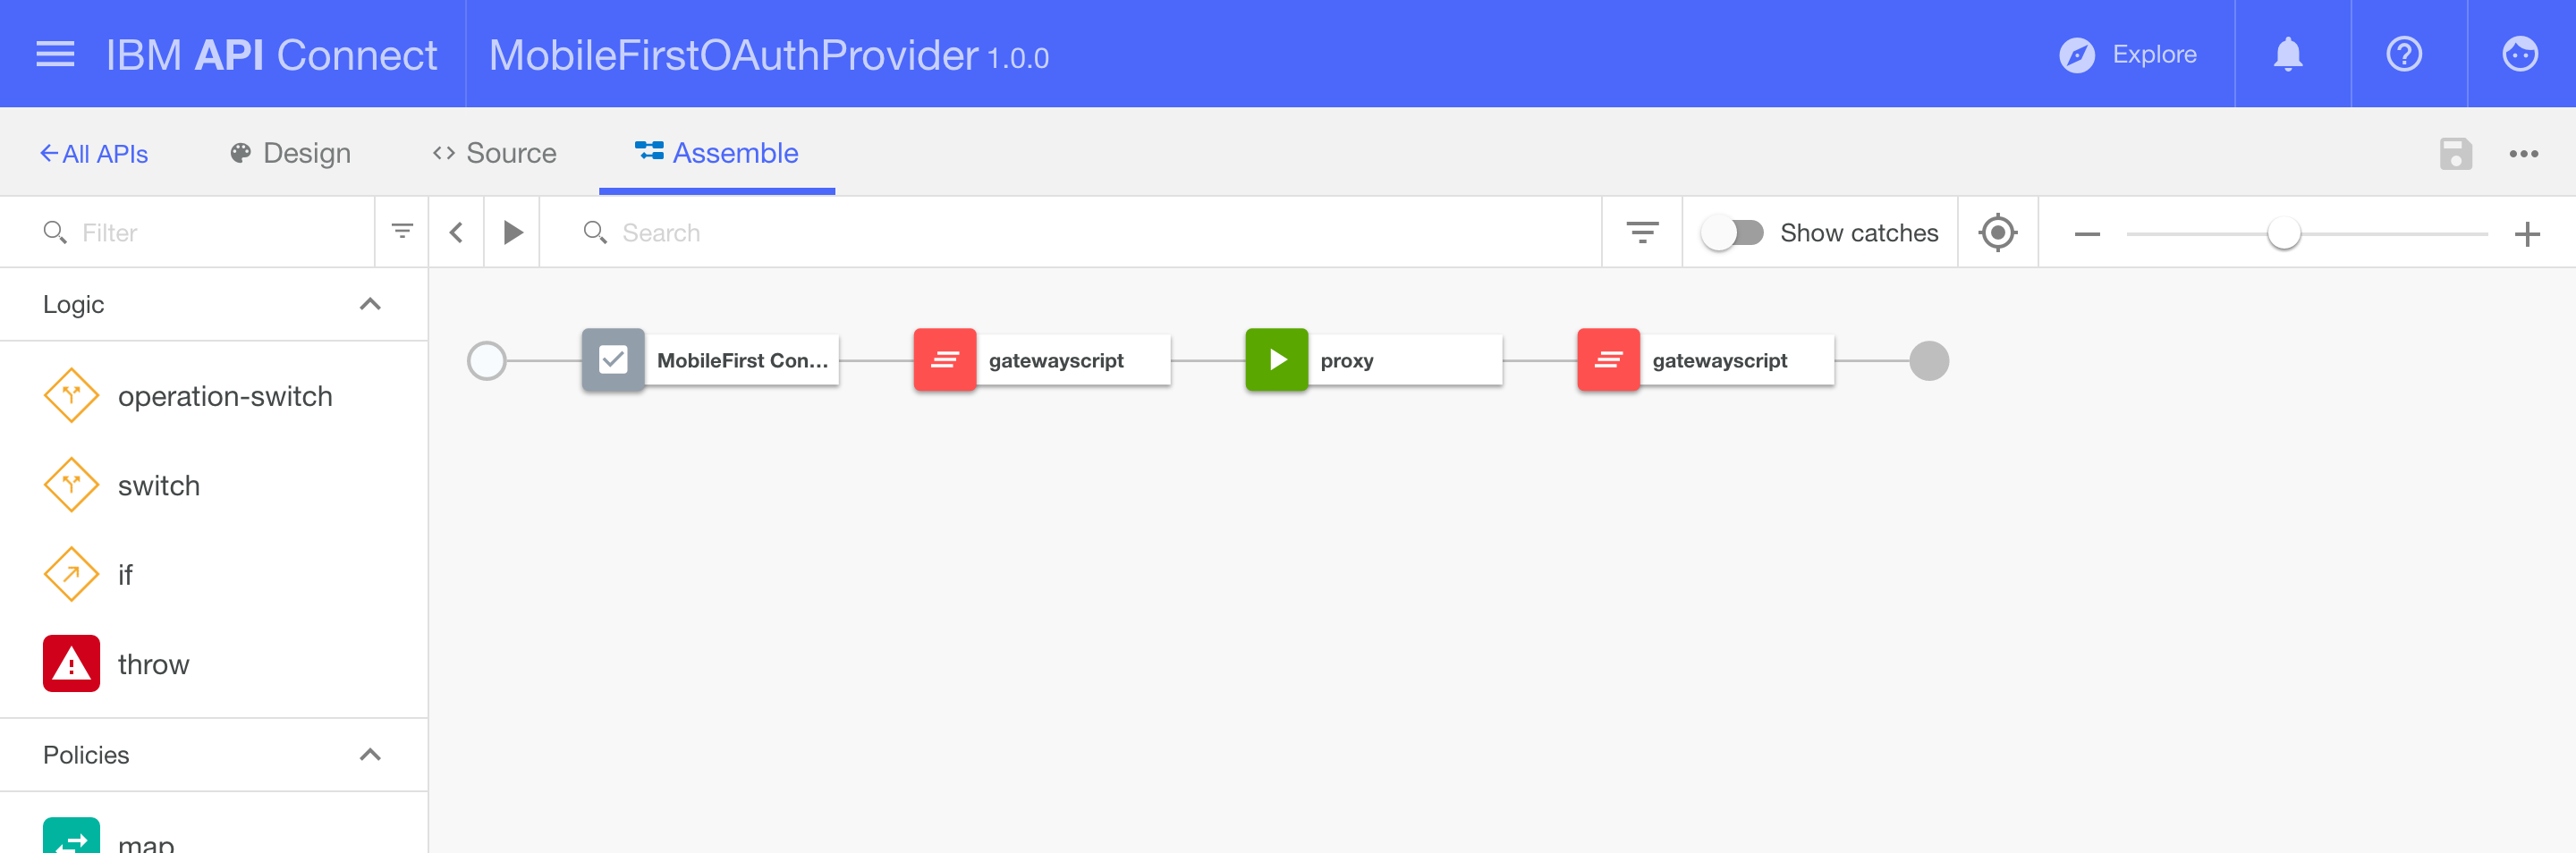 IBM API Connect
MobileFirstOAuthProvider 1.0.0
Explore
All APIs
Design
Source
Assemble
Filter
Search
Show catches
Logic
operation-switch
switch
if
throw
Policies
map
MobileFirst Con...
gatewayscript
proxy
gatewayscript